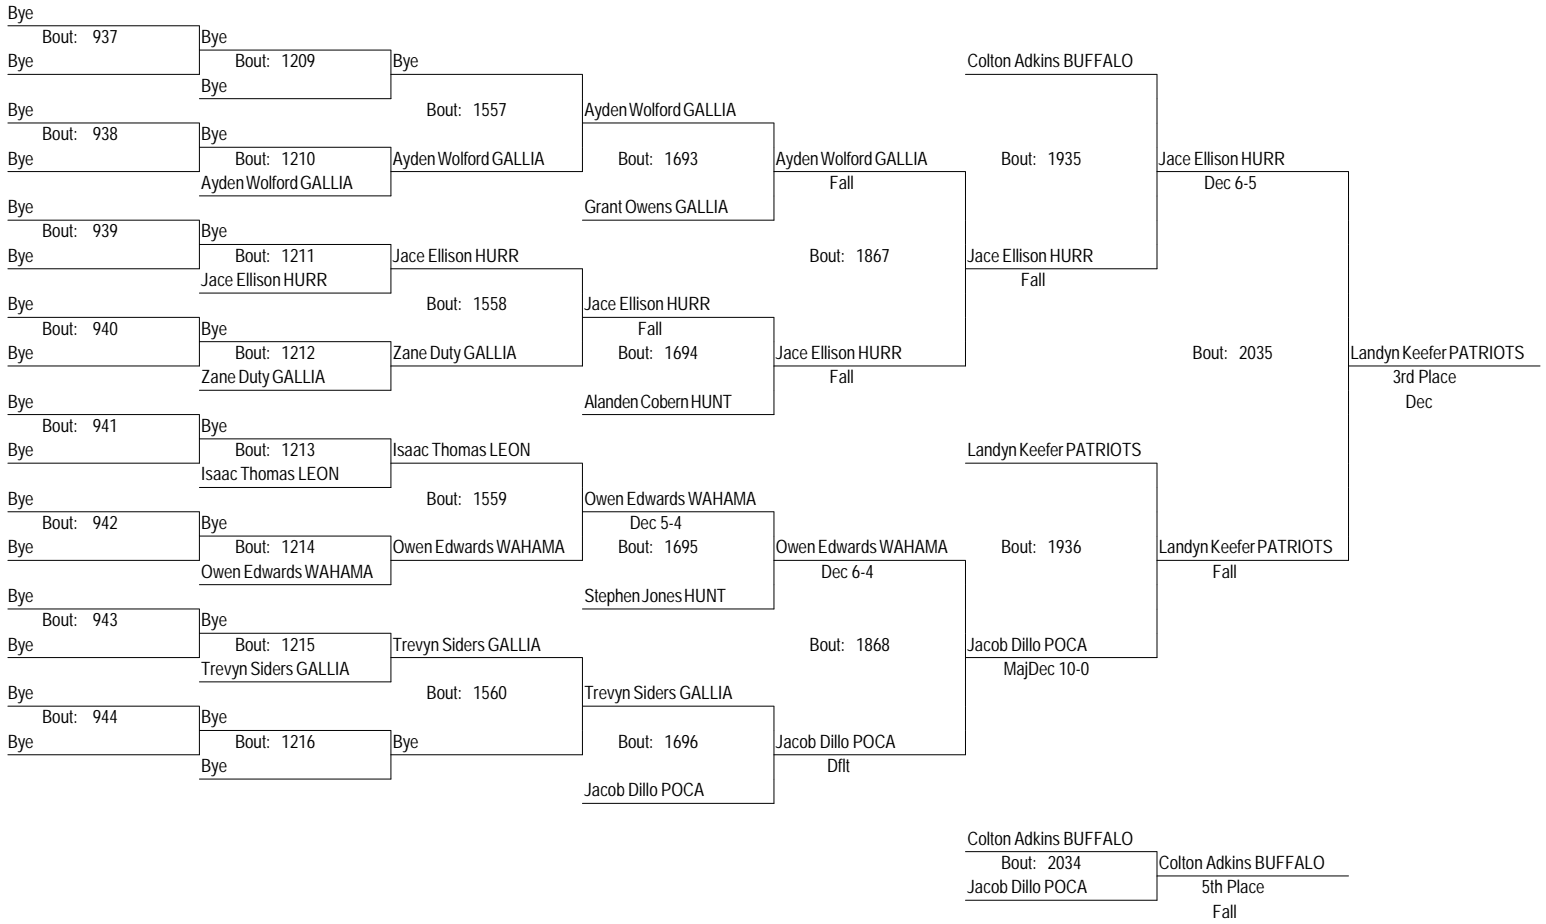 Bye
Bout: 937
Bye
Bye
Bout: 1209
Bye
Bye
Bout: 1557
Bye
Bout: 938
Bye
Bye
Bout: 1210
Ayden Wolford GALLIA
Ayden Wolford GALLIA
Ayden Wolford GALLIA
Bout: 1693
Grant Owens GALLIA
Ayden Wolford GALLIA
Fall
Bye
Bout: 939
Bye
Bye
Bout: 1211
Jace Ellison HURR
Jace Ellison HURR
Bout: 1558
Bye
Bout: 940
Bye
Bye
Bout: 1212
Zane Duty GALLIA
Zane Duty GALLIA
Jace Ellison HURR
Fall
Bout: 1694
Alanden Cobern HUNT
Jace Ellison HURR
Fall
Bout: 1867
Jace Ellison HURR
Fall
Colton Adkins BUFFALO
Bout: 1935
Jace Ellison HURR
Dec 6-5
Bye
Bout: 941
Bye
Bye
Bout: 1213
Isaac Thomas LEON
Isaac Thomas LEON
Bout: 1559
Bye
Bout: 942
Bye
Bye
Bout: 1214
Owen Edwards WAHAMA
Owen Edwards WAHAMA
Owen Edwards WAHAMA
Dec 5-4
Bout: 1695
Stephen Jones HUNT
Owen Edwards WAHAMA
Dec 6-4
Bye
Bout: 943
Bye
Bye
Bout: 1215
Trevyn Siders GALLIA
Trevyn Siders GALLIA
Bout: 1560
Bye
Bout: 944
Bye
Bye
Bout: 1216
Bye
Bye
Trevyn Siders GALLIA
Bout: 1696
Jacob Dillo POCA
Jacob Dillo POCA
Dflt
Bout: 1868
Jacob Dillo POCA
MajDec 10-0
Landyn Keefer PATRIOTS
Bout: 1936
Landyn Keefer PATRIOTS
Fall
Bout: 2035
Landyn Keefer PATRIOTS
3rd Place
Dec
Colton Adkins BUFFALO
Bout: 2034
Jacob Dillo POCA
Colton Adkins BUFFALO
5th Place
Fall